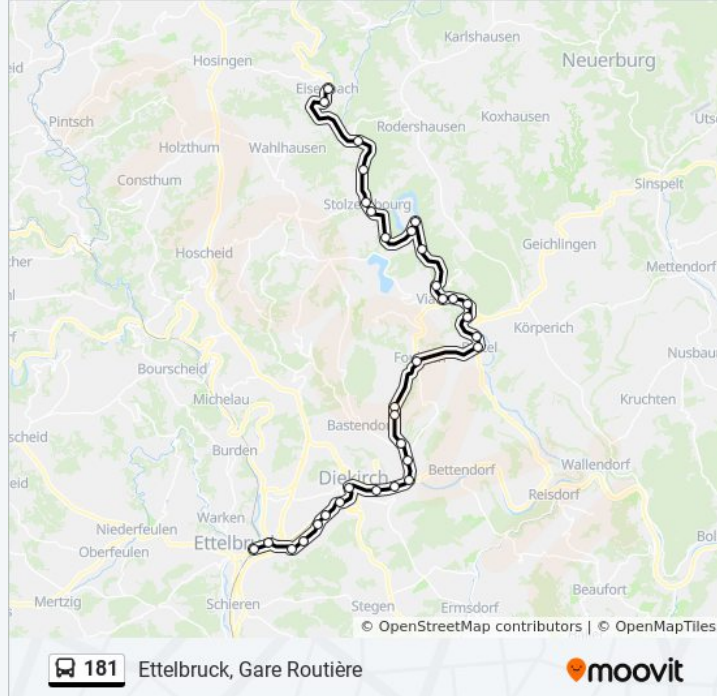 Karlshausen
Hosingen
Neuerburg
Pintsch
Koxhausen
Rodershausen
Holzthum
Wahlhausen
Consthum
Sinspelt
Geichlingen
Hoscheid
Mettendorf
Körperich
Bourscheid
Kruchten
Michelau
Burden
Diekirch
Bettendorf
Wallendorf
Reisdorf
Warken
Niederfeulen
Oberfeulen
Mertzig
Schieren
Stegen
Ermsdorf
Beaufort
© OpenStreetMap contributors | © OpenMapTiles
181 Ettelbruck, Gare Routière
moovit